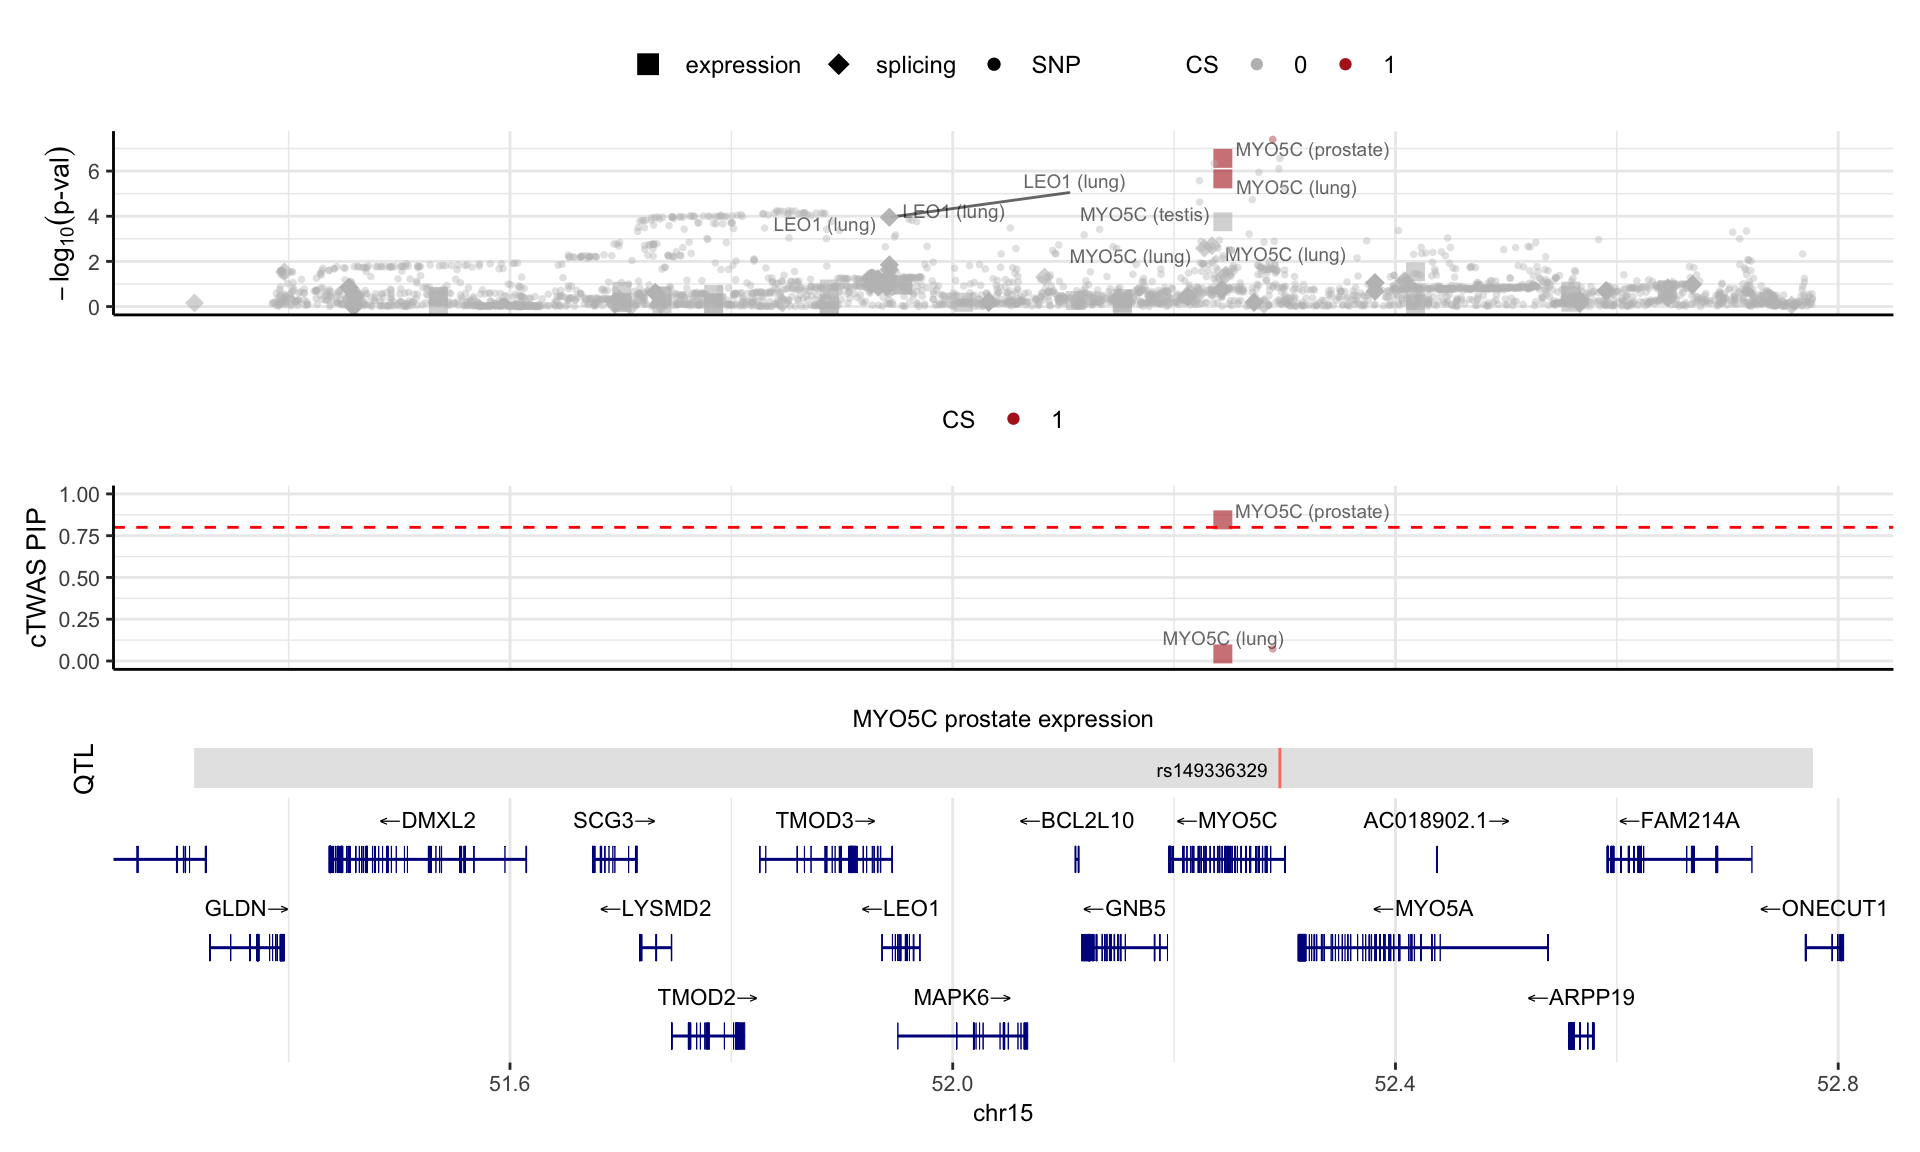 expression splicing SNP CS 0 1
−log10(p-val)
6
4
2
0
MYO5C (prostate)
MYO5C (lung)
LEO1 (lung)
LEO1 (lung)
LEO1 (lung)
MYO5C (testis)
MYO5C (lung)
MYO5C (lung)
CS 1
cTWAS PIP
1.00
0.75
0.50
0.25
0.00
MYO5C (prostate)
MYO5C (lung)
MYO5C prostate expression
QTL
rs149336329
←DMXL2 SCG3→ TMOD3→ ←BCL2L10 ←MYO5C AC018902.1→ ←FAM214A
GLDN→ ←LYSMD2 ←LEO1 ←GNB5 ←MYO5A ←ONECUT1
TMOD2→ MAPK6→ ←ARPP19
51.6 52.0 52.4 52.8
chr15